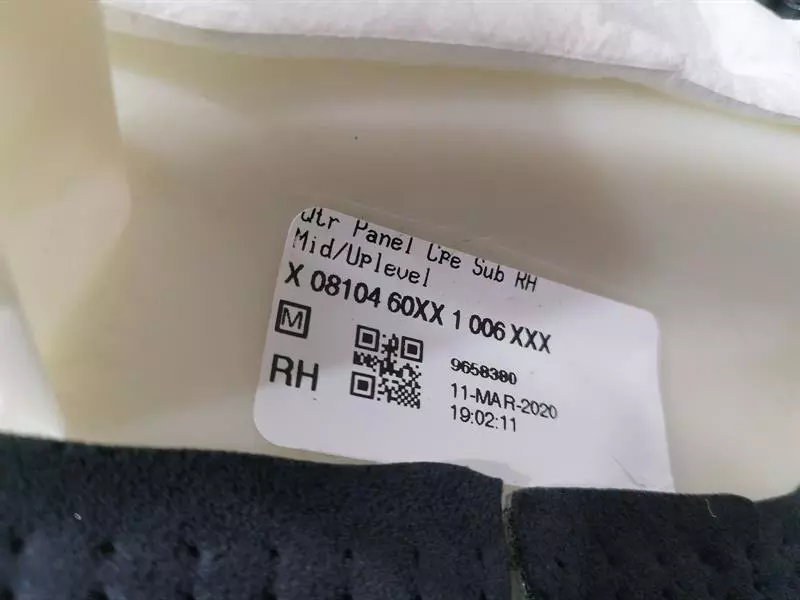 Qtr Panel Cpe Sub RH
Mid/Uplevel
X 08104 60XX 1 006 XXX
M
RH
9658380
11-MAR-2020
19:02:11